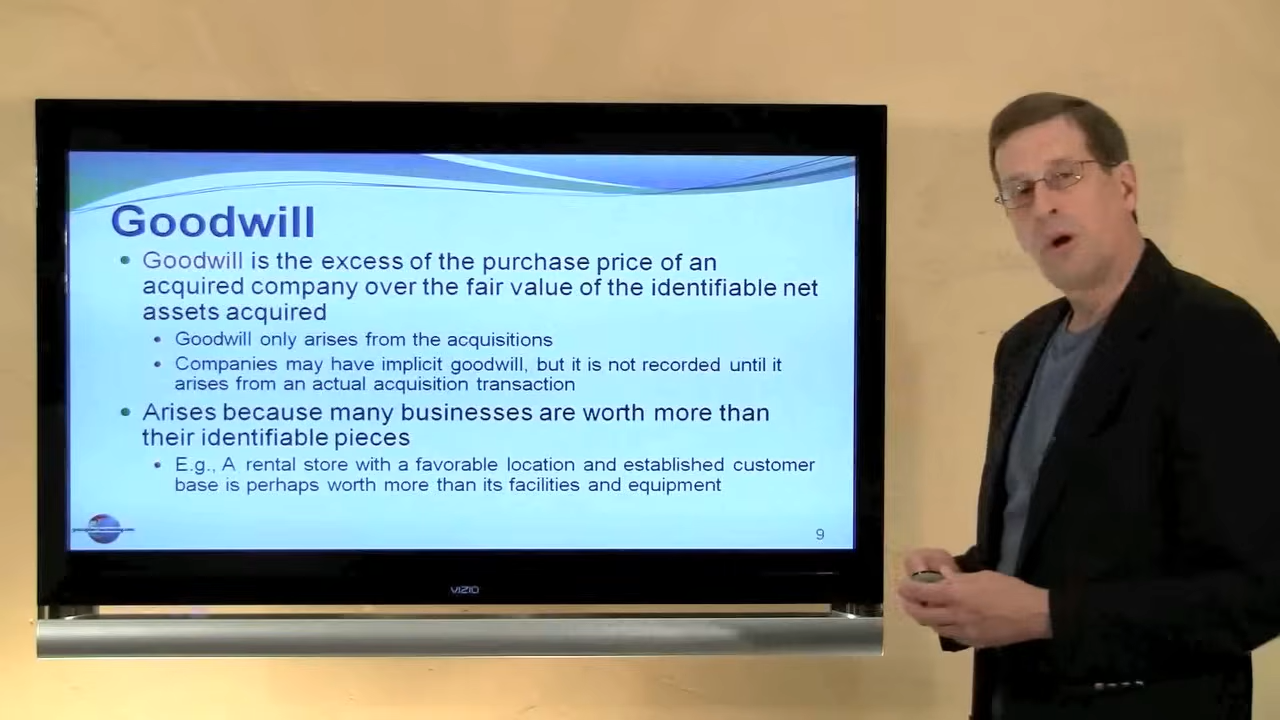 Goodwill
• Goodwill is the excess of the purchase price of an
acquired company over the fair value of the identifiable net
assets acquired
• Goodwill only arises from the acquisitions
• Companies may have implicit goodwill, but it is not recorded until it
arises from an actual acquisition transaction
• Arises because many businesses are worth more than
their identifiable pieces
• E.g., A rental store with a favorable location and established customer
base is perhaps worth more than its facilities and equipment
9
VIZIO